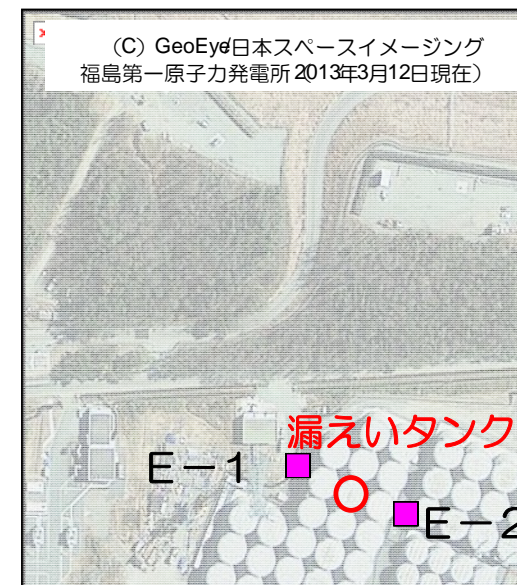 （C）GeoEye/日本スペースイメージング
福島第一原子力発電所（2013年3月12日現在）
漏えいタンク
E－1
E－2